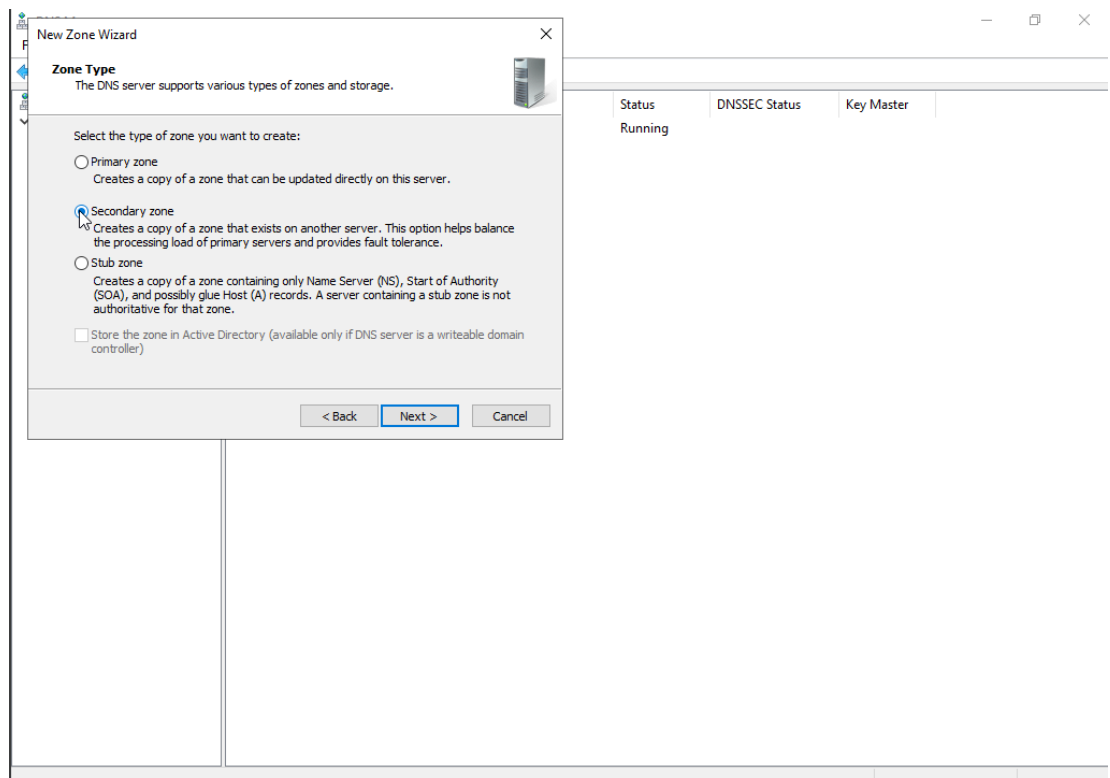 New Zone Wizard
Zone Type
The DNS server supports various types of zones and storage.
Status DNSSEC Status Key Master
Running
Select the type of zone you want to create:
Primary zone
Creates a copy of a zone that can be updated directly on this server.
Secondary zone
Creates a copy of a zone that exists on another server. This option helps balance
the processing load of primary servers and provides fault tolerance.
Stub zone
Creates a copy of a zone containing only Name Server (NS), Start of Authority
(SOA), and possibly glue Host (A) records. A server containing a stub zone is not
authoritative for that zone.
Store the zone in Active Directory (available only if DNS server is a writeable domain
controller)
< Back Next > Cancel